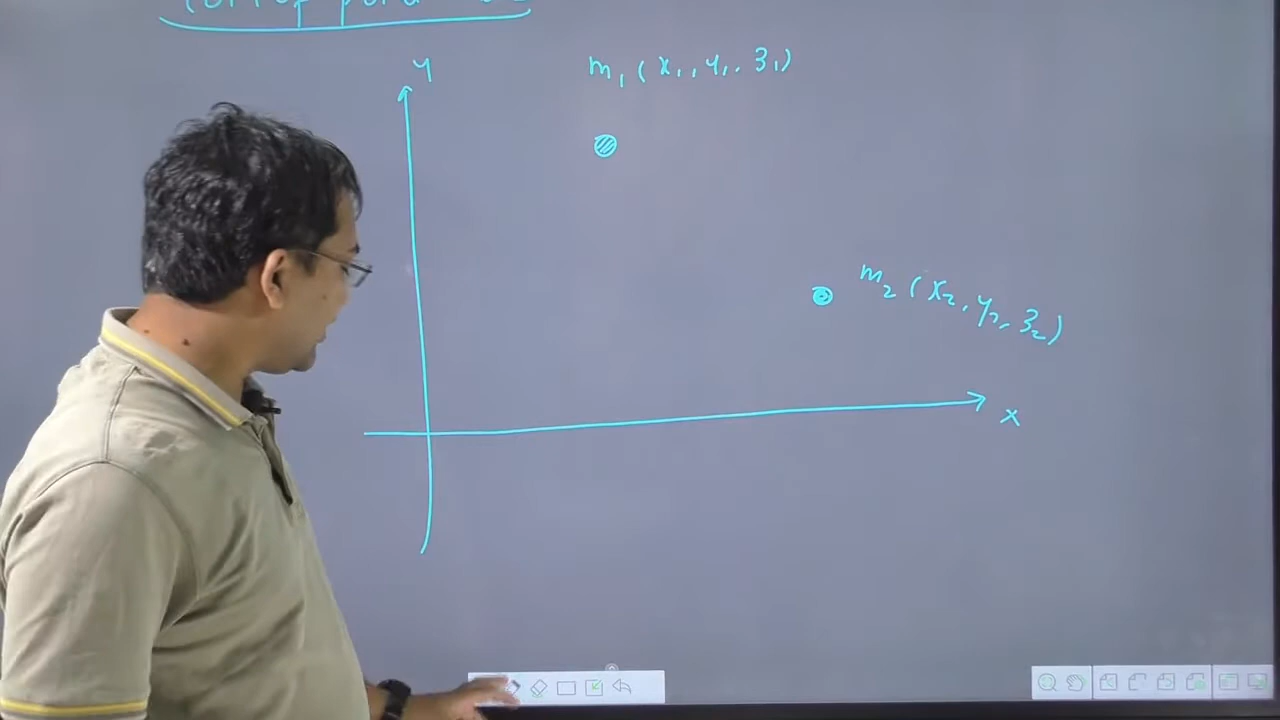 y
m₁ (x₁, y₁, z₁)
m₂ (x₂, y₂, z₂)
x